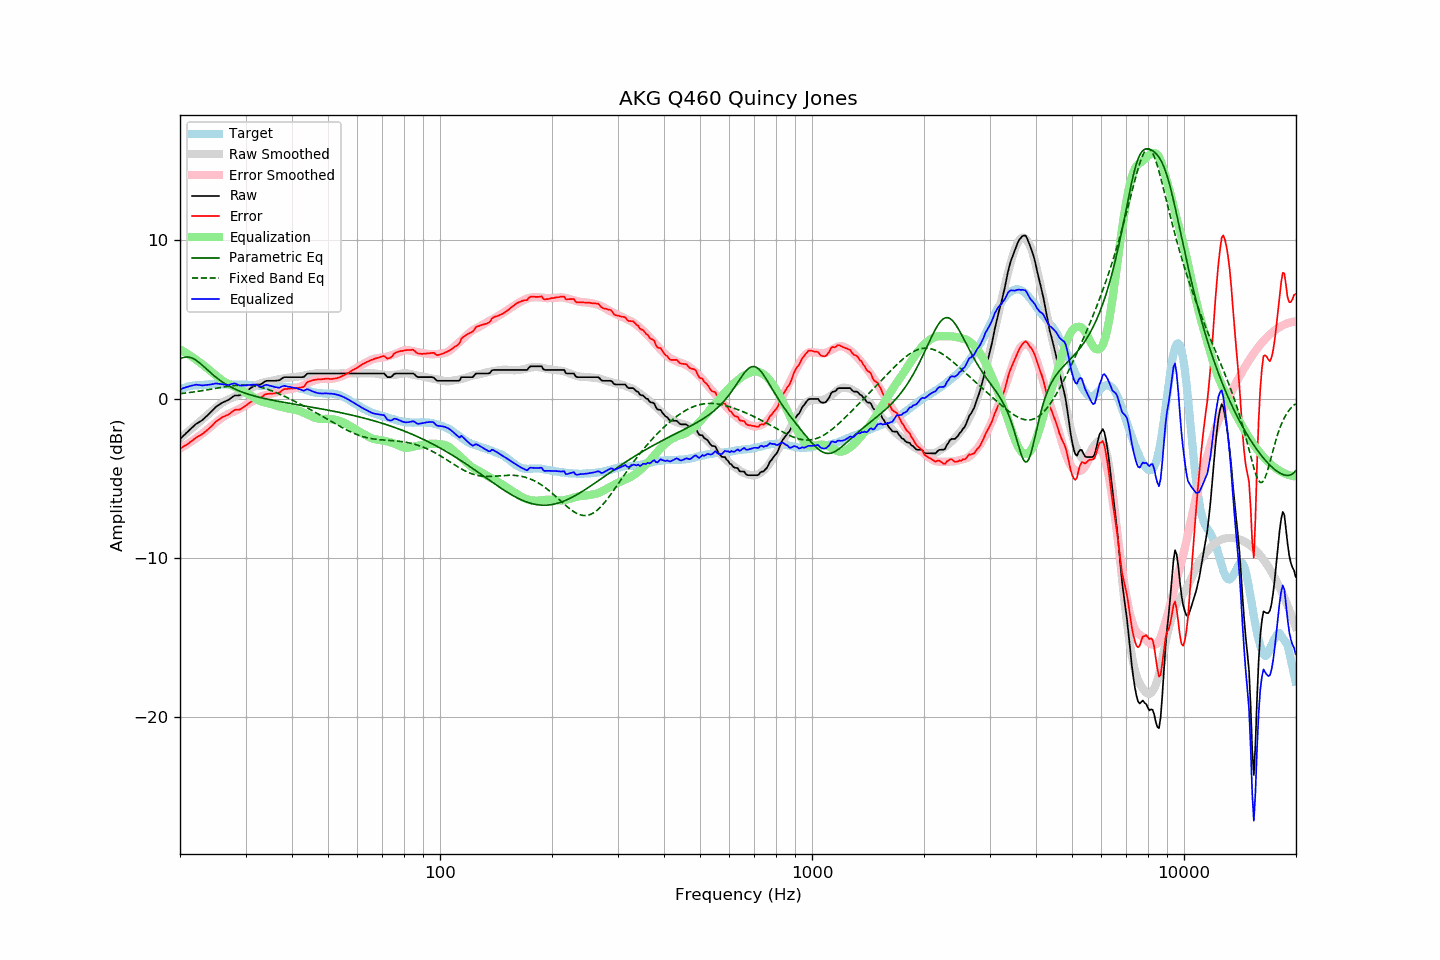 AKG Q460 Quincy Jones
Target
Raw Smoothed
Error Smoothed
Raw
Error
Equalization
Parametric Eq
Fixed Band Eq
Equalized
10
0
−10
−20
Amplitude (dBr)
100
1000
10000
Frequency (Hz)